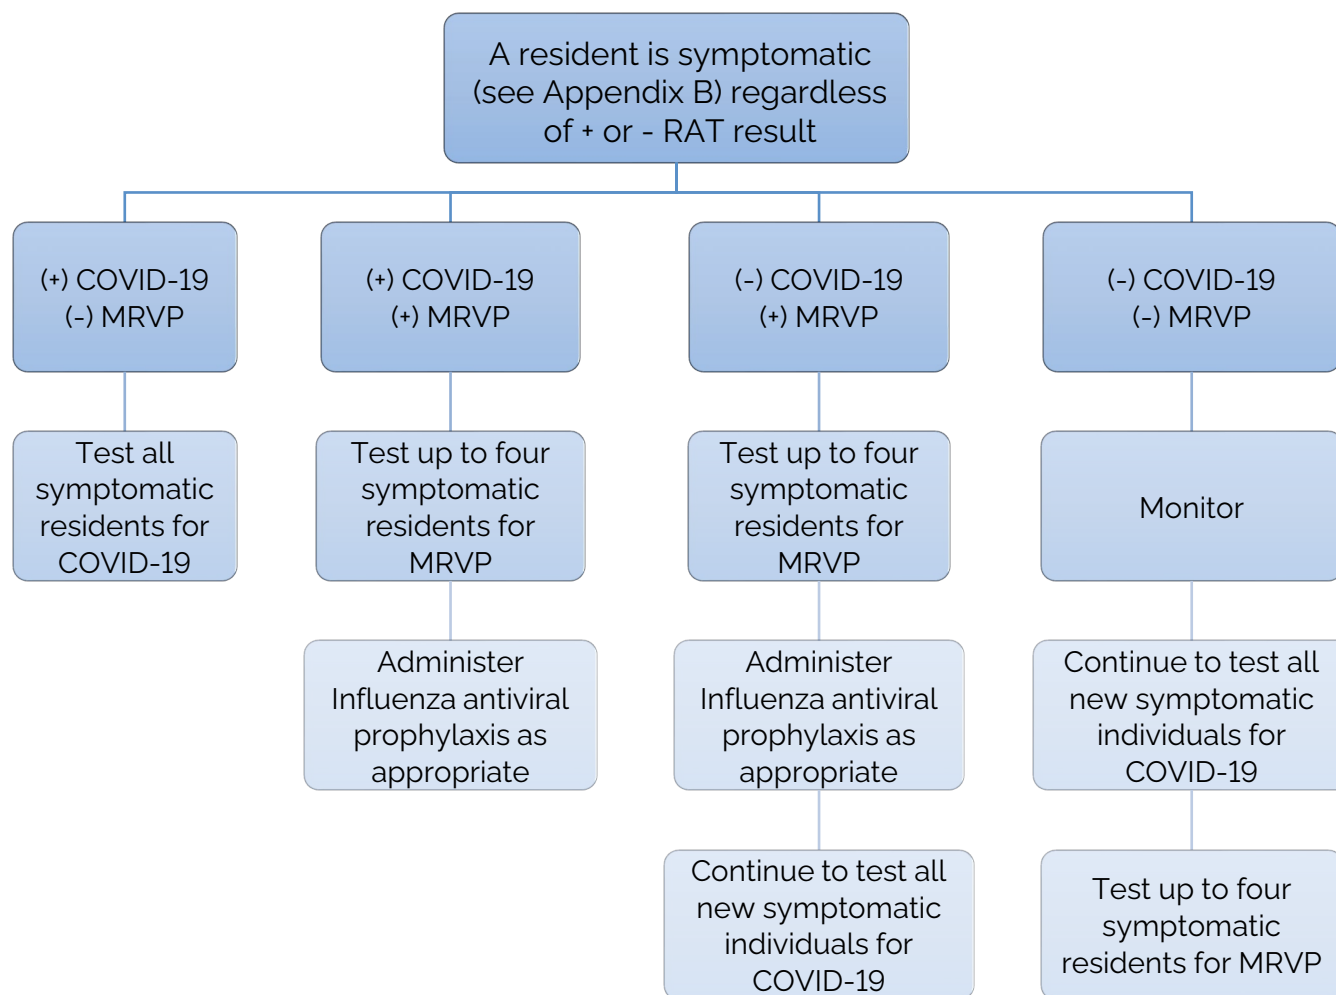 A resident is symptomatic
(see Appendix B) regardless
of + or - RAT result
(+) COVID-19
(-) MRVP
(+) COVID-19
(+) MRVP
(-) COVID-19
(+) MRVP
(-) COVID-19
(-) MRVP
Test all
symptomatic
residents for
COVID-19
Test up to four
symptomatic
residents for
MRVP
Test up to four
symptomatic
residents for
MRVP
Monitor
Administer
Influenza antiviral
prophylaxis as
appropriate
Administer
Influenza antiviral
prophylaxis as
appropriate
Continue to test all
new symptomatic
individuals for
COVID-19
Continue to test all
new symptomatic
individuals for
COVID-19
Test up to four
symptomatic
residents for MRVP